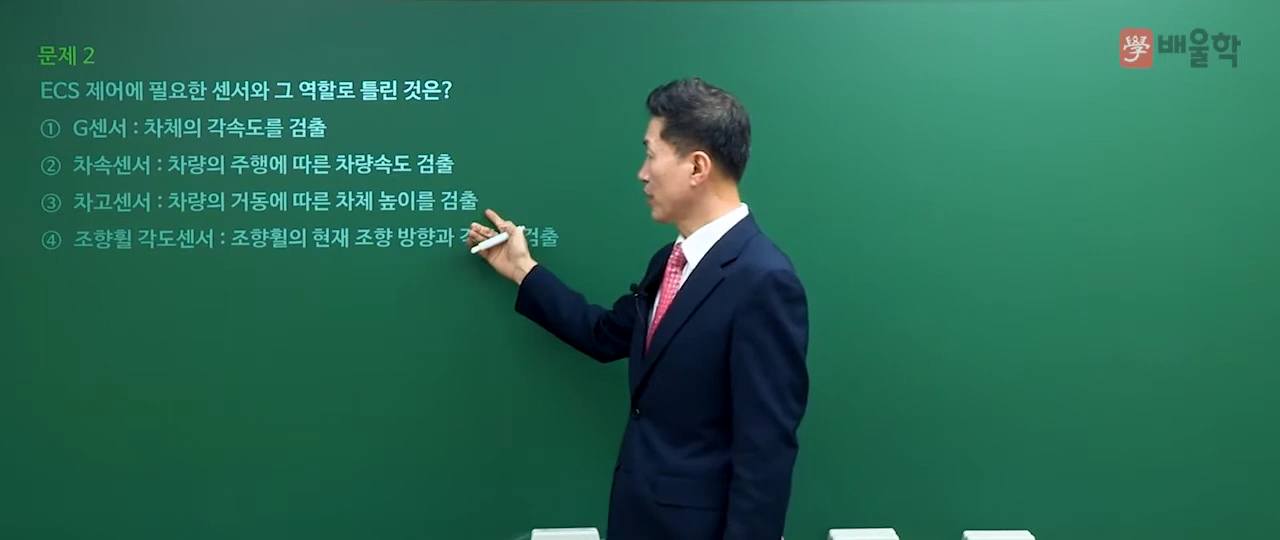 學 배울학
문제 2
ECS 제어에 필요한 센서와 그 역할로 틀린 것은?
① G센서 : 차체의 각속도를 검출
② 차속센서 : 차량의 주행에 따른 차량속도 검출
③ 차고센서 : 차량의 거동에 따른 차체 높이를 검출
④ 조향휠 각도센서 : 조향휠의 현재 조향 방향과 검출